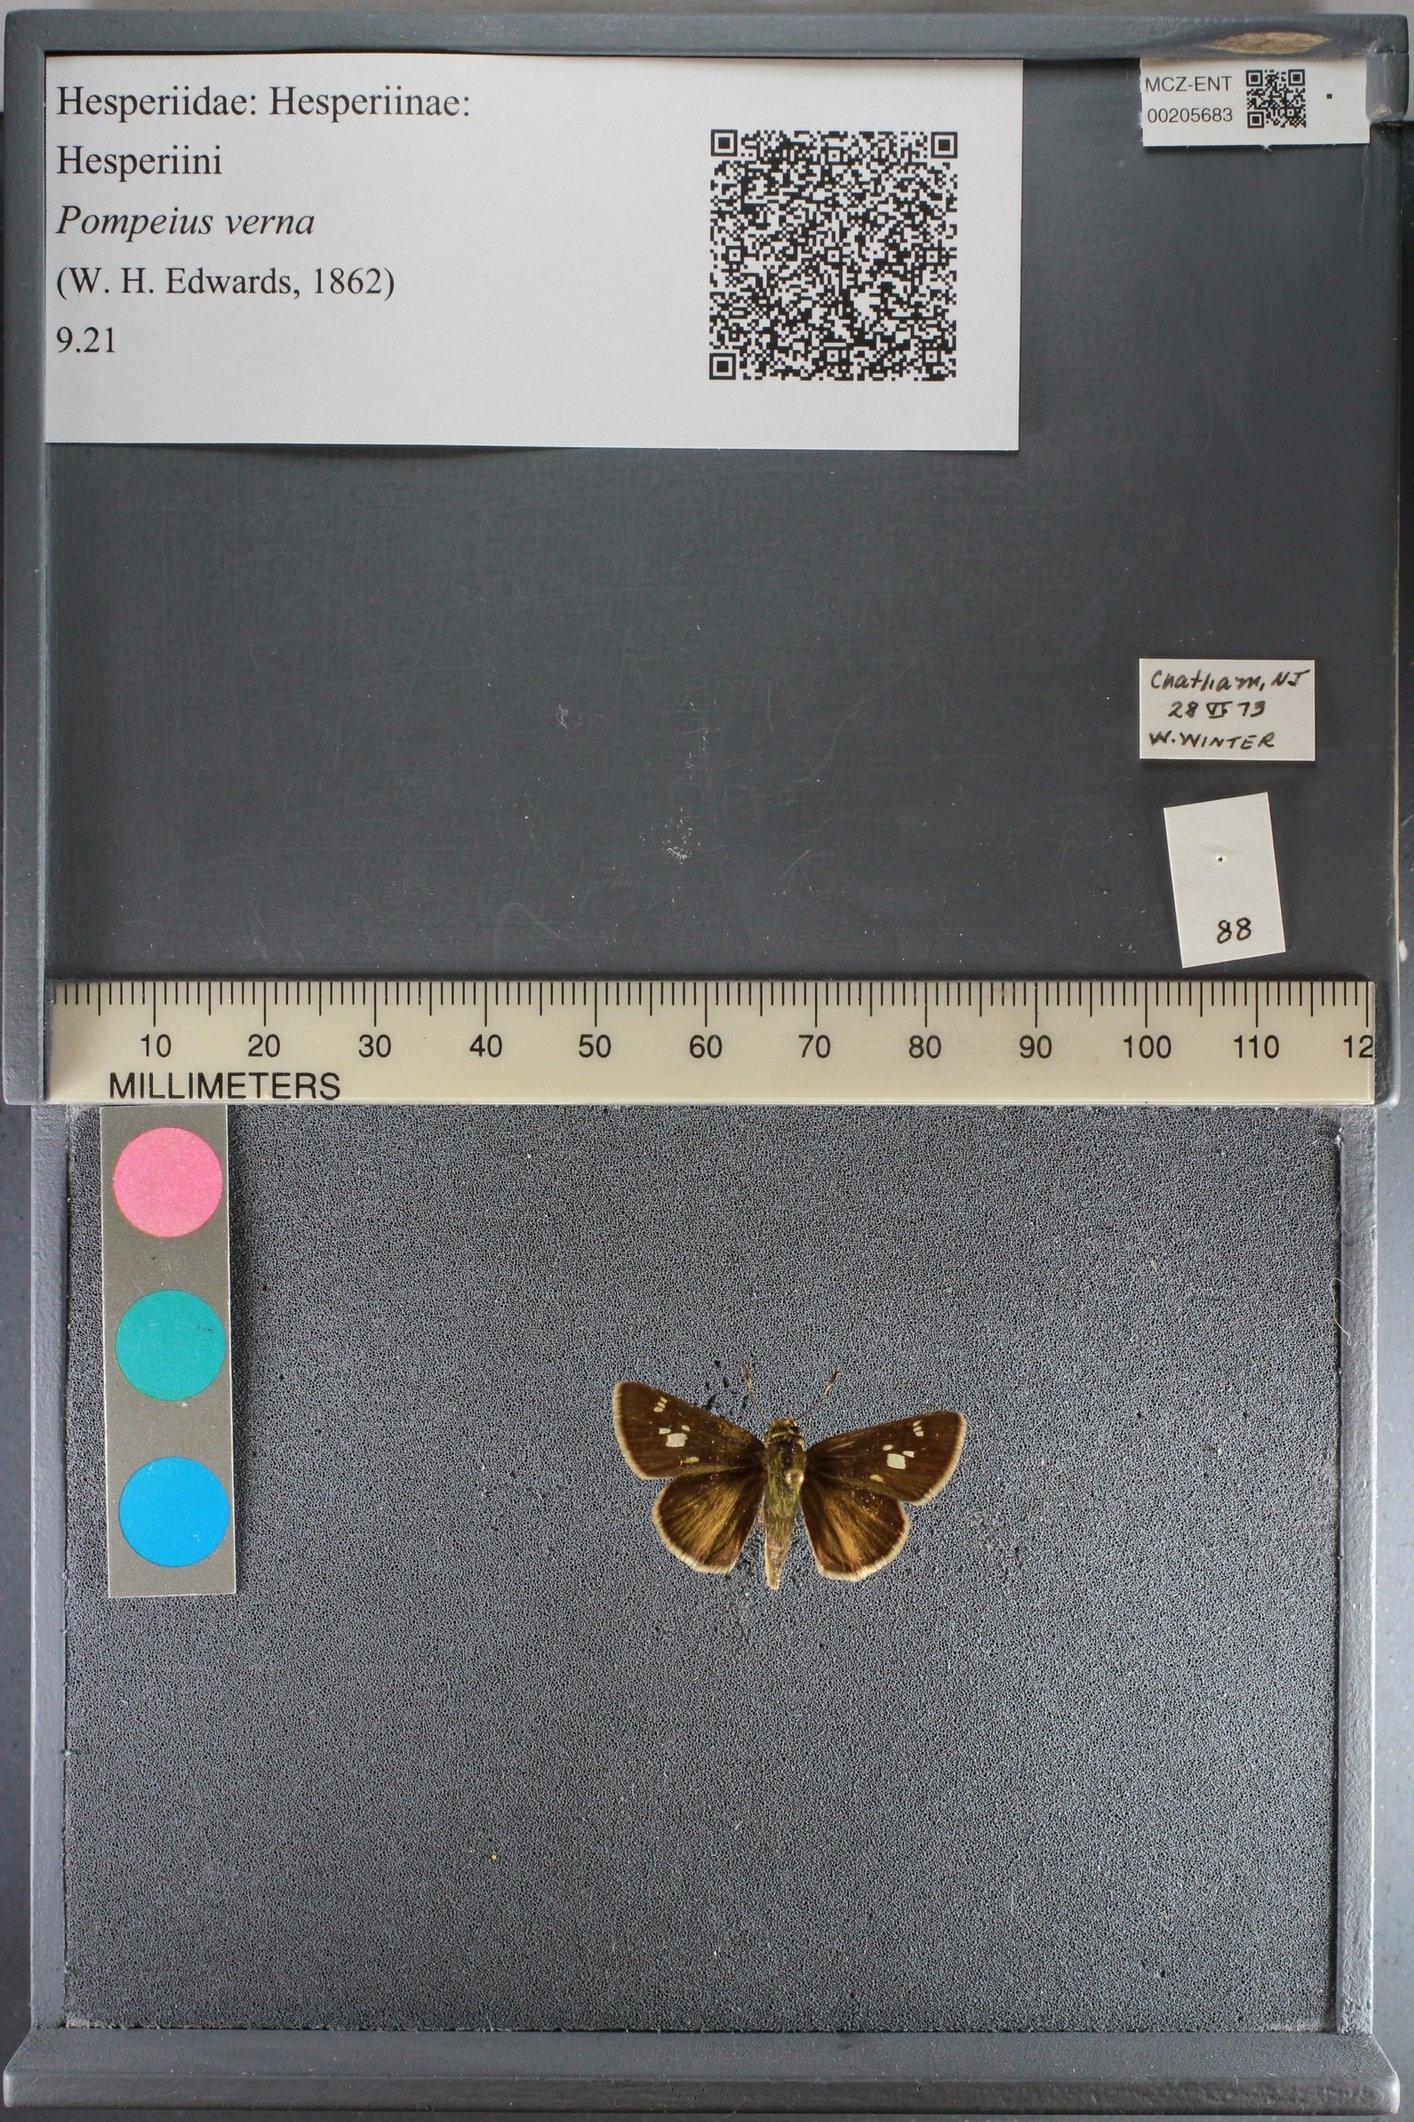 Hesperiidae: Hesperiinae:
Hesperiini
Pompeius verna
(W. H. Edwards, 1862)
9.21
MCZ-ENT
00205683
Chatham, NJ
28 VI 73
W. WINTER
88
10 20 30 40 50 60 70 80 90 100 110 12
MILLIMETERS